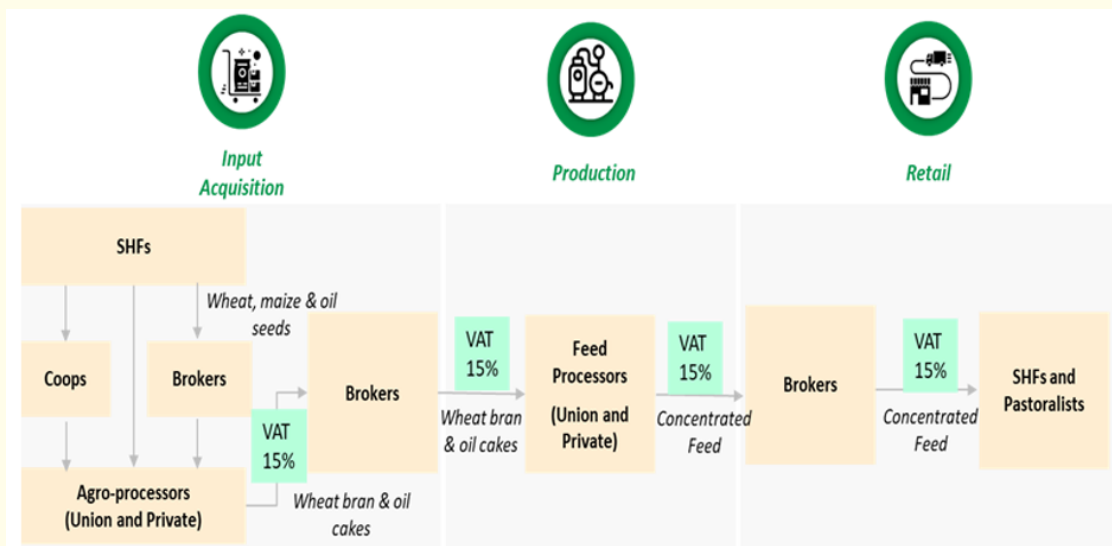 Input
Acquisition
Production
Retail
SHFs
Wheat, maize & oil
seeds
Coops
Brokers
Agro-processors
(Union and Private)
VAT
15%
Wheat bran & oil
cakes
Brokers
VAT
15%
Wheat bran
& oil cakes
Feed
Processors
(Union and
Private)
VAT
15%
Concentrated
Feed
Brokers
VAT
15%
Concentrated
Feed
SHFs and
Pastoralists